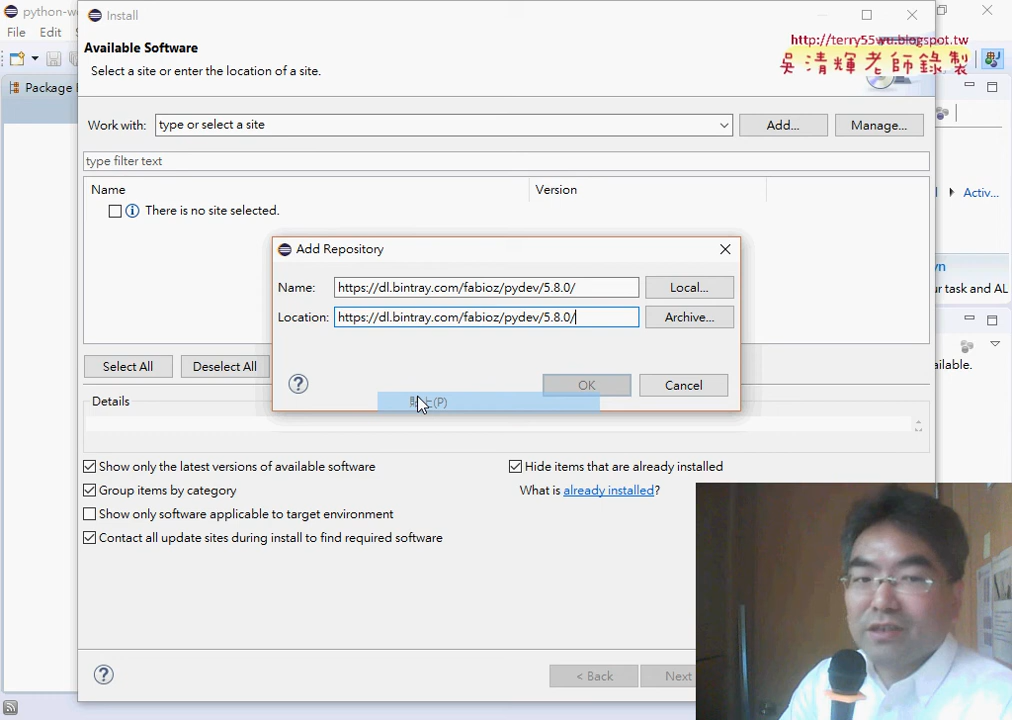 python-w
Install
File
Edit
Available Software
Select a site or enter the location of a site.
http://terry55wu.blogspot.tw
吳清輝老師錄製
Package
Work with:
type or select a site
Add...
Manage...
type filter text
Name
Version
There is no site selected.
Activ...
Add Repository
Name:
https://dl.bintray.com/fabioz/pydev/5.8.0/
Local...
Location:
https://dl.bintray.com/fabioz/pydev/5.8.0/
Archive...
ur task and AL
ailable.
Select All
Deselect All
OK
Cancel
Details
Show only the latest versions of available software
Hide items that are already installed
Group items by category
What is already installed?
Show only software applicable to target environment
Contact all update sites during install to find required software
< Back
Next